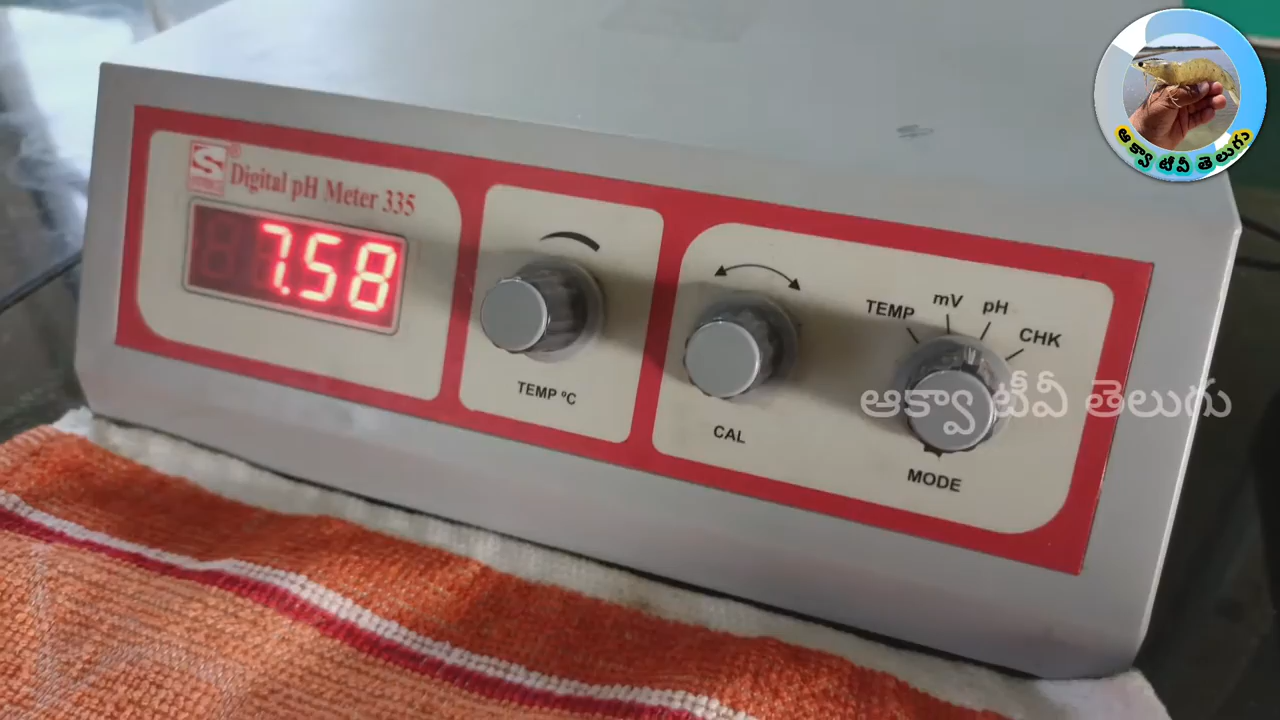 ఆక్వా టీవీ తెలుగు
Digital pH Meter 335
7.58
TEMP ºC
CAL
TEMP
mV
pH
CHK
ఆక్వా టీవీ తెలుగు
MODE